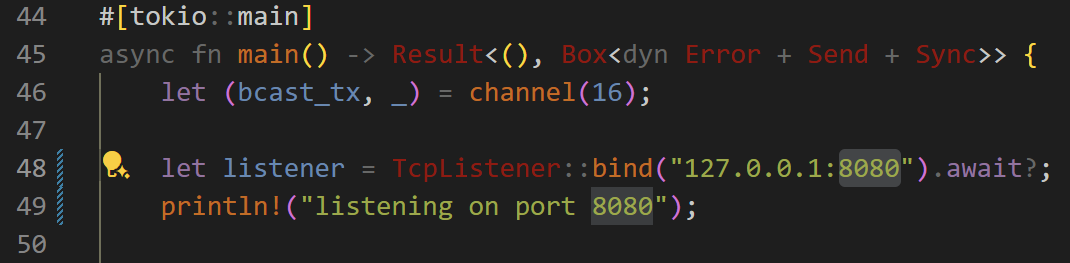 44 #[tokio::main]
45 async fn main() -> Result<(), Box<dyn Error + Send + Sync>> {
46     let (bcast_tx, _) = channel(16);
47
48     let listener = TcpListener::bind("127.0.0.1:8080").await?;
49     println!("listening on port 8080");
50